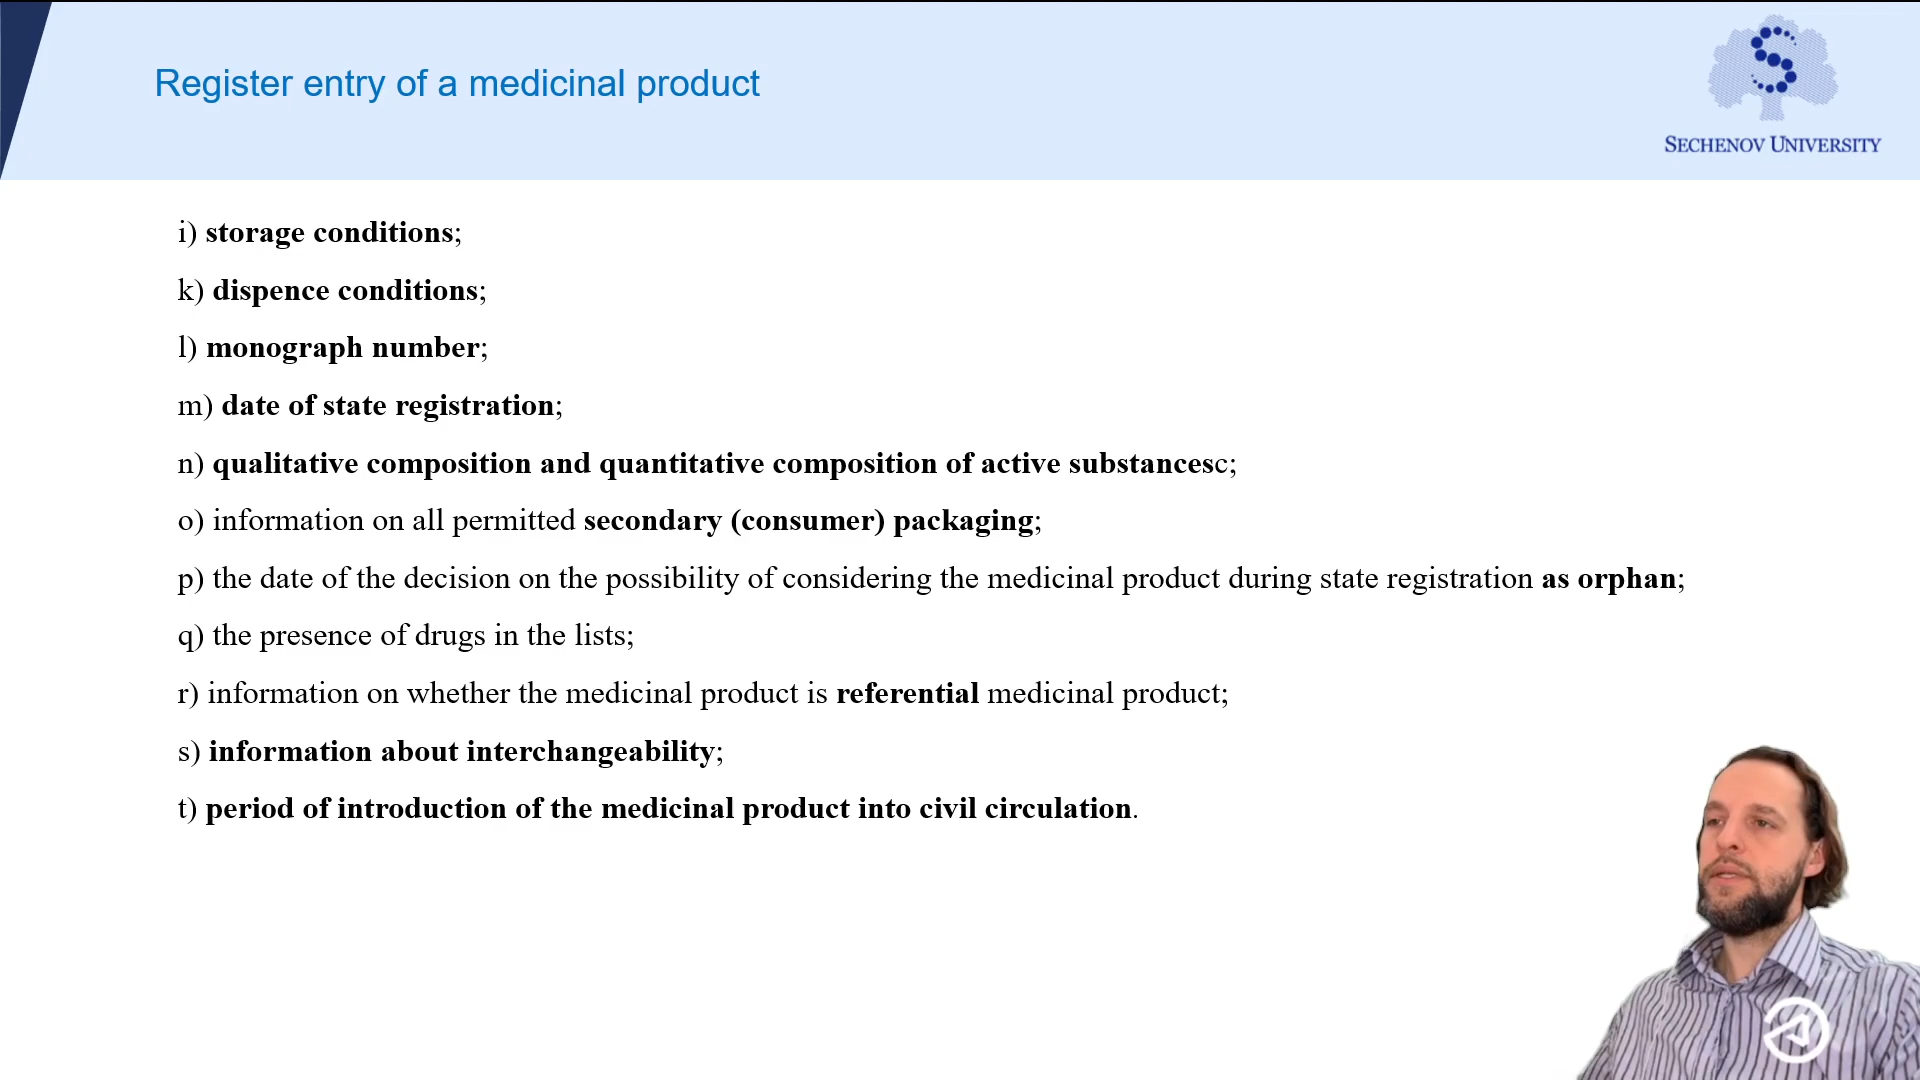 Register entry of a medicinal product
SECHENOV UNIVERSITY
i) storage conditions;
k) dispence conditions;
l) monograph number;
m) date of state registration;
n) qualitative composition and quantitative composition of active substancesc;
o) information on all permitted secondary (consumer) packaging;
p) the date of the decision on the possibility of considering the medicinal product during state registration as orphan;
q) the presence of drugs in the lists;
r) information on whether the medicinal product is referential medicinal product;
s) information about interchangeability;
t) period of introduction of the medicinal product into civil circulation.